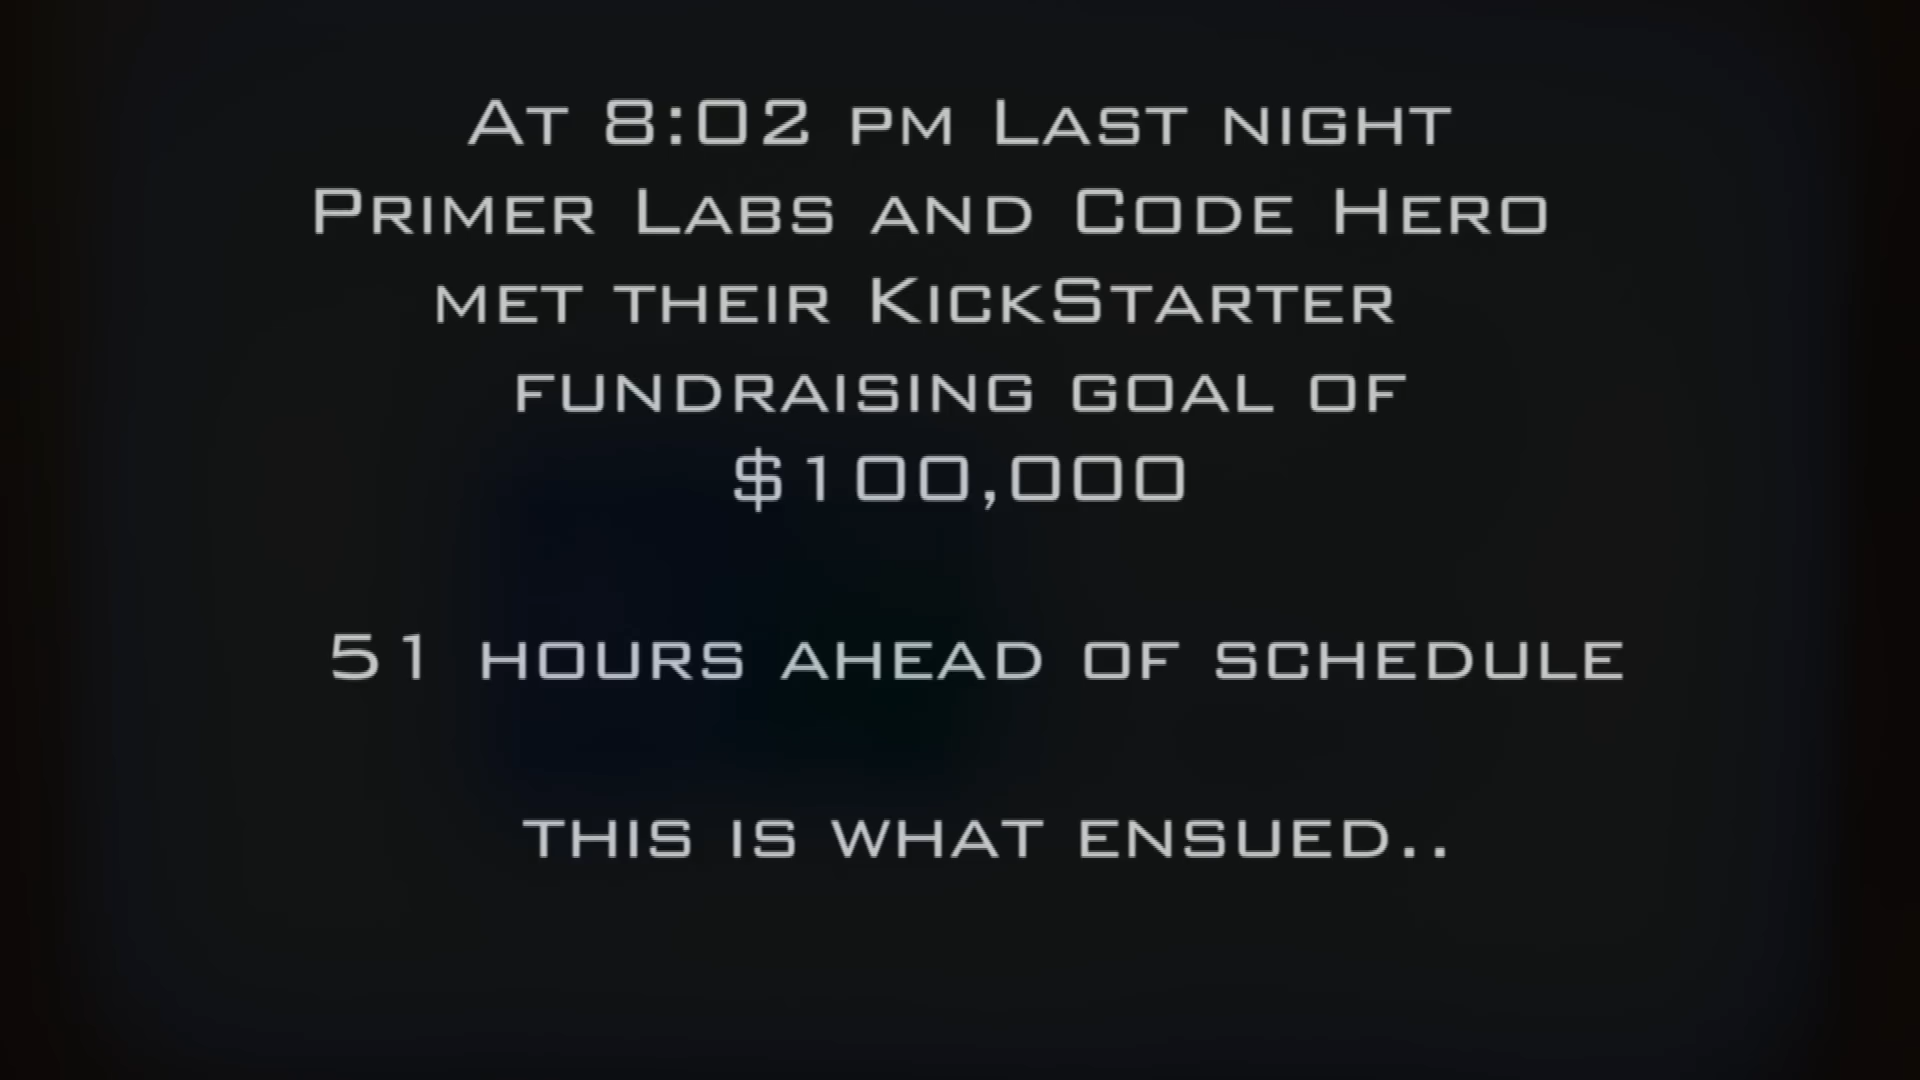 At 8:02 pm Last night
Primer Labs and Code Hero
met their KickStarter
fundraising goal of
$100,000
51 hours ahead of schedule
this is what ensued..